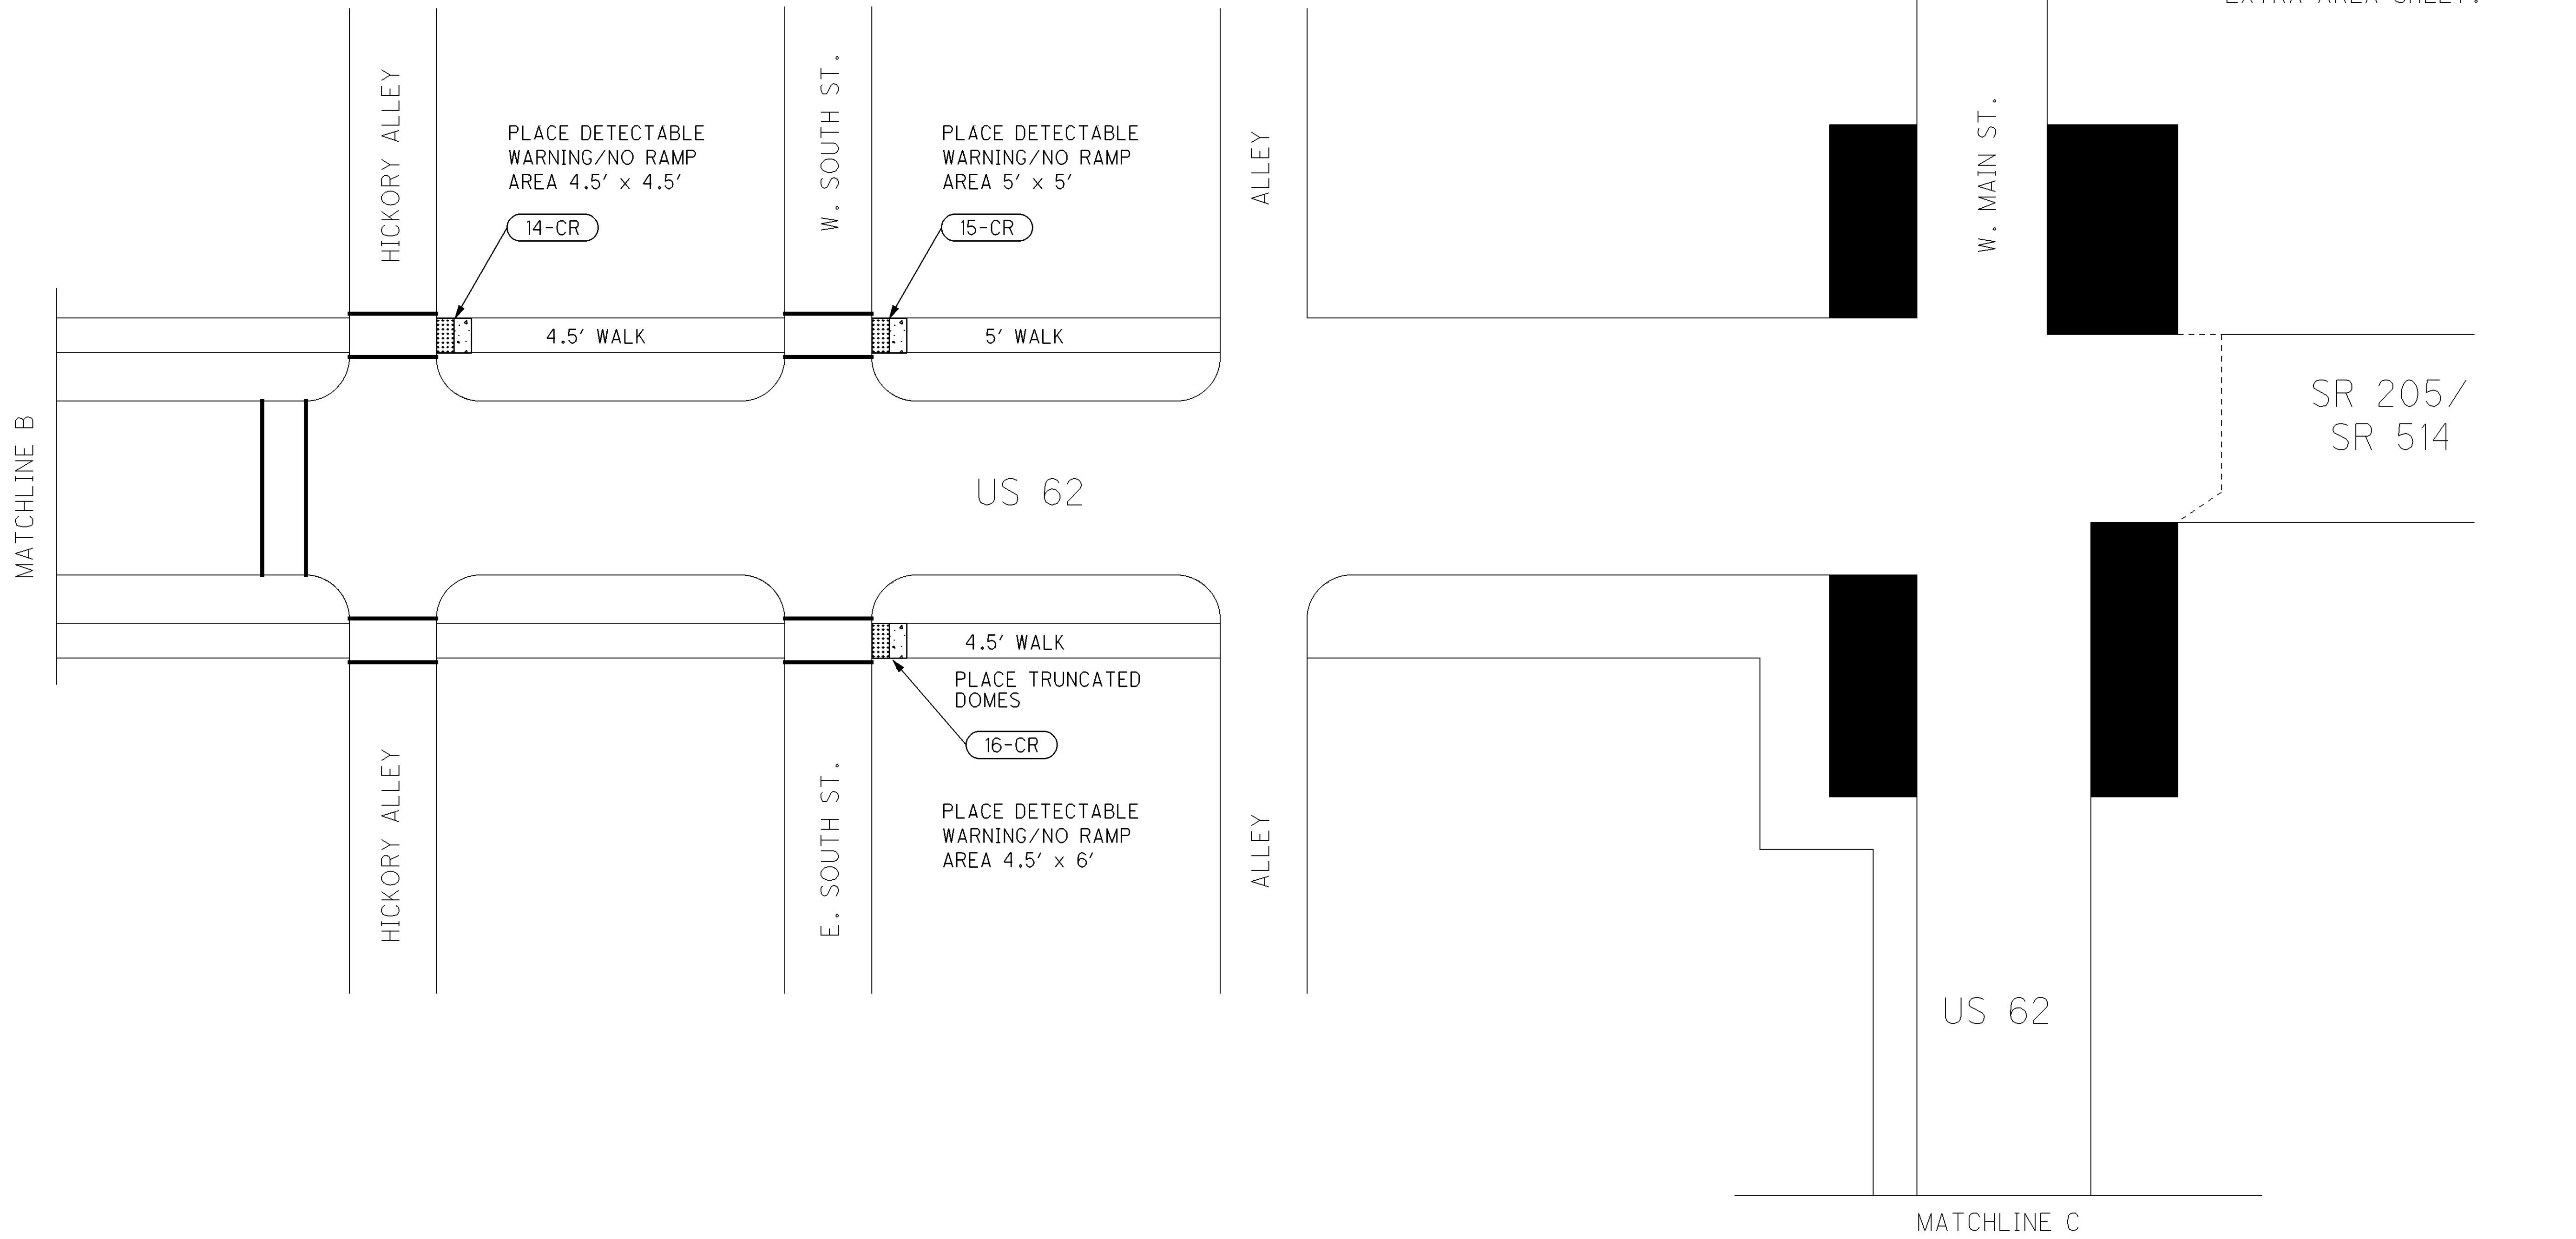 EXTRA AREA SHEET.
HICKORY ALLEY
PLACE DETECTABLE
WARNING/NO RAMP
AREA 4.5' x 4.5'
14-CR
W. SOUTH ST.
PLACE DETECTABLE
WARNING/NO RAMP
AREA 5' x 5'
15-CR
ALLEY
W. MAIN ST.
4.5' WALK
5' WALK
SR 205/
SR 514
MATCHLINE B
US 62
4.5' WALK
PLACE TRUNCATED
DOMES
16-CR
PLACE DETECTABLE
WARNING/NO RAMP
AREA 4.5' x 6'
HICKORY ALLEY
E. SOUTH ST.
ALLEY
US 62
MATCHLINE C